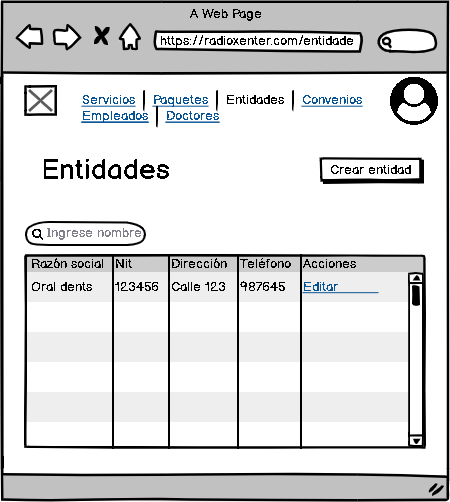 A Web Page
https://radioxenter.com/entidade
Servicios | Paquetes | Entidades | Convenios
Empleados | Doctores
Entidades
Crear entidad
Ingrese nombre
Razón social Nit Dirección Teléfono Acciones
Oral dents 123456 Calle 123 987645 Editar